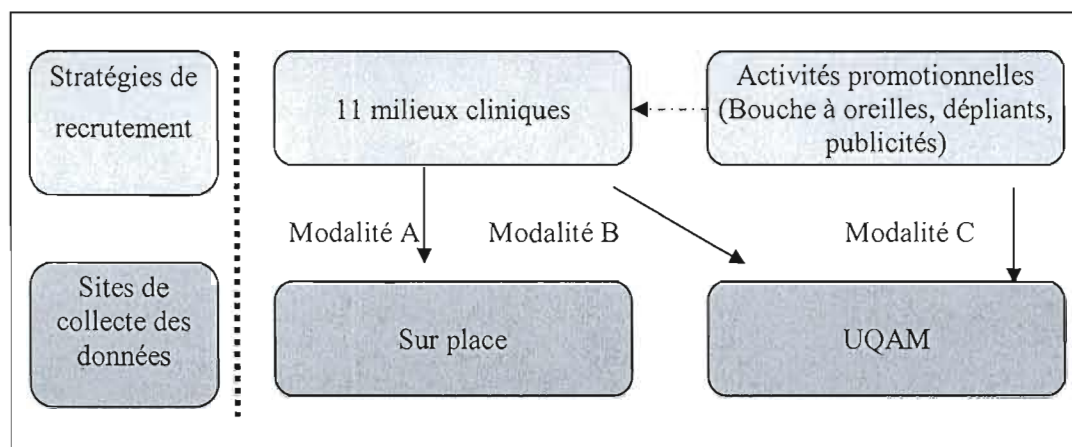 Stratégies de
recrutement
11 milieux cliniques
Activités promotionnelles
(Bouche à oreilles, dépliants,
publicités)
Modalité A
Modalité B
Modalité C
Sites de
collecte des
données
Sur place
UQAM